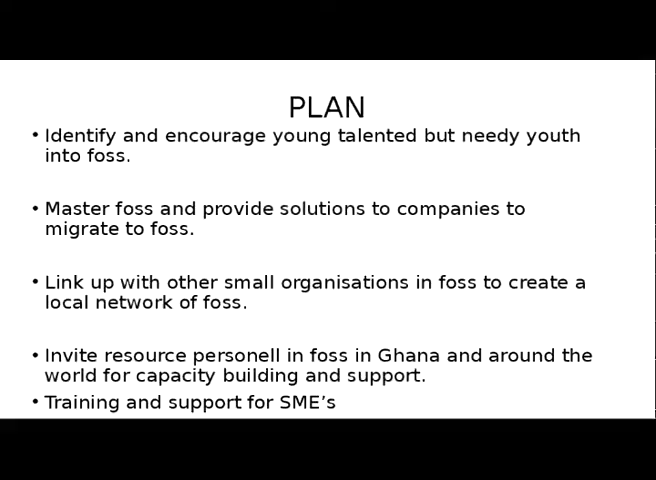 PLAN
• Identify and encourage young talented but needy youth
into foss.
• Master foss and provide solutions to companies to
migrate to foss.
• Link up with other small organisations in foss to create a
local network of foss.
• Invite resource personell in foss in Ghana and around the
world for capacity building and support.
• Training and support for SME’s